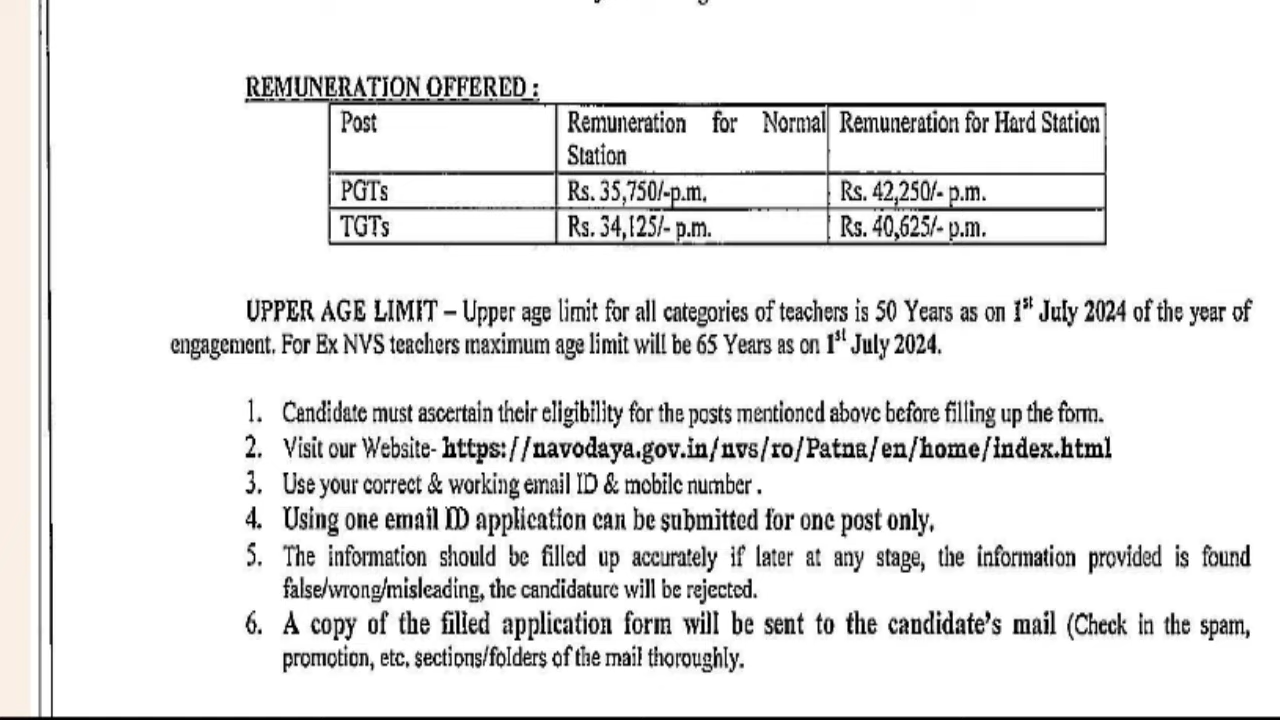 REMUNERATION OFFERED :
Post
Remuneration for Normal Station
Remuneration for Hard Station
PGTs
Rs. 35,750/-p.m.
Rs. 42,250/- p.m.
TGTs
Rs. 34,125/- p.m.
Rs. 40,625/- p.m.
UPPER AGE LIMIT – Upper age limit for all categories of teachers is 50 Years as on 1st July 2024 of the year of
engagement. For Ex NVS teachers maximum age limit will be 65 Years as on 1st July 2024.
1. Candidate must ascertain their eligibility for the posts mentioned above before filling up the form.
2. Visit our Website- https://navodaya.gov.in/nvs/ro/Patna/en/home/index.html
3. Use your correct & working email ID & mobile number .
4. Using one email ID application can be submitted for one post only.
5. The information should be filled up accurately if later at any stage, the information provided is found
false/wrong/misleading, the candidature will be rejected.
6. A copy of the filled application form will be sent to the candidate's mail (Check in the spam,
promotion, etc. sections/folders of the mail thoroughly.